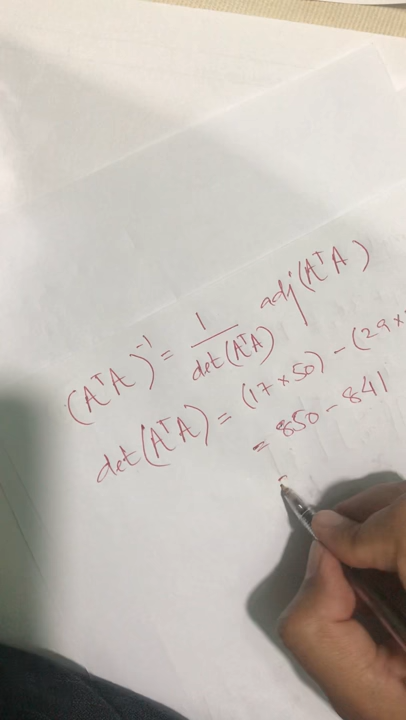 (AᵀA)⁻¹ = 1/det(AᵀA) adj(AᵀA)
det(AᵀA) = (17×50) - (29×
= 850 - 841
-